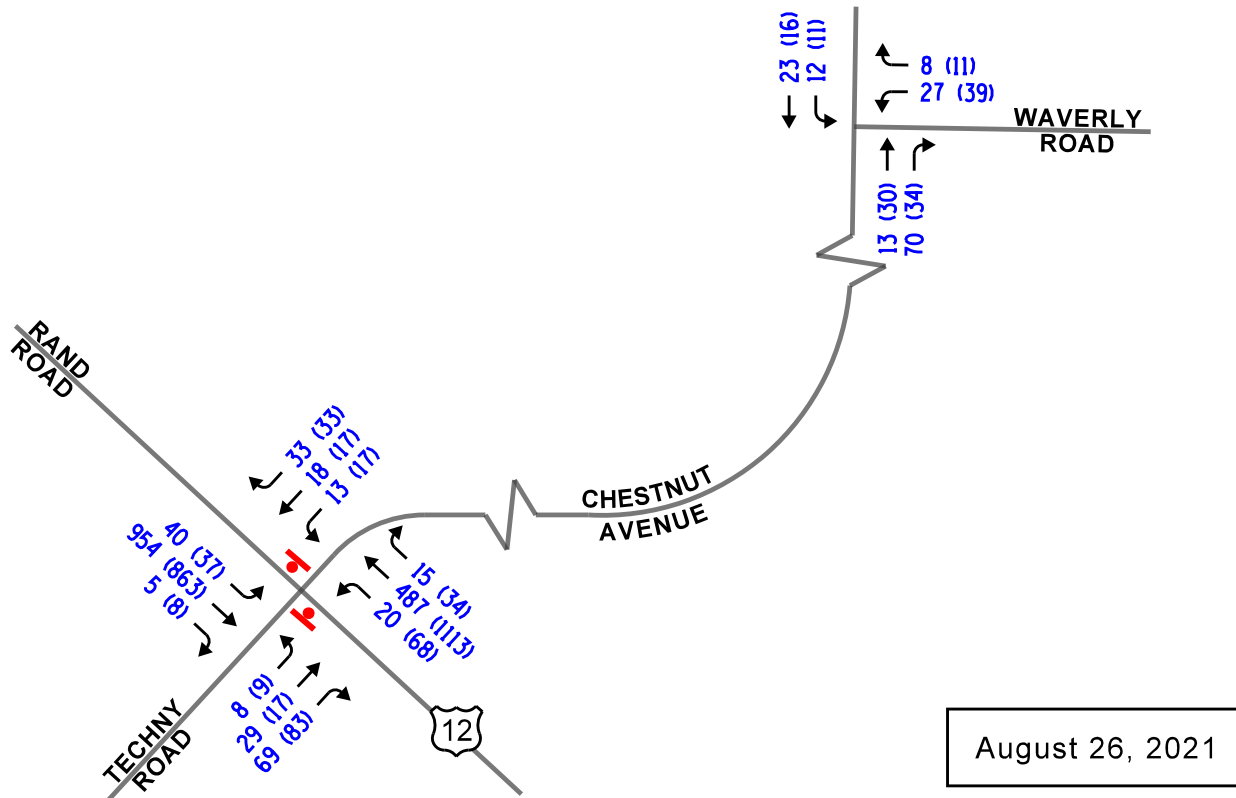 23 (16)
12 (11)
8 (11)
27 (39)
WAVERLY
ROAD
13 (30)
70 (34)
RAND
ROAD
33 (33)
18 (17)
13 (17)
CHESTNUT
AVENUE
40 (37)
954 (863)
5 (8)
15 (34)
487 (1113)
20 (68)
8 (9)
29 (17)
69 (83)
TECHNY
ROAD
12
August 26, 2021